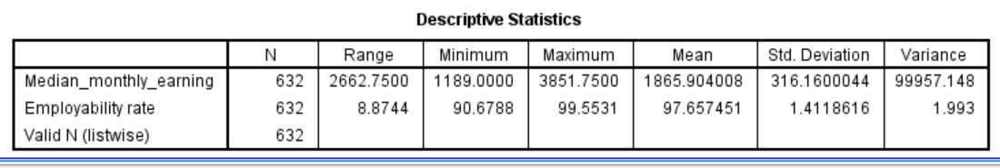 Descriptive Statistics
N Range Minimum Maximum Mean Std. Deviation Variance
Median_monthly_earning 632 2662.7500 1189.0000 3851.7500 1865.904008 316.1600044 99957.148
Employability rate 632 8.8744 90.6788 99.5531 97.657451 1.4118616 1.993
Valid N (listwise) 632